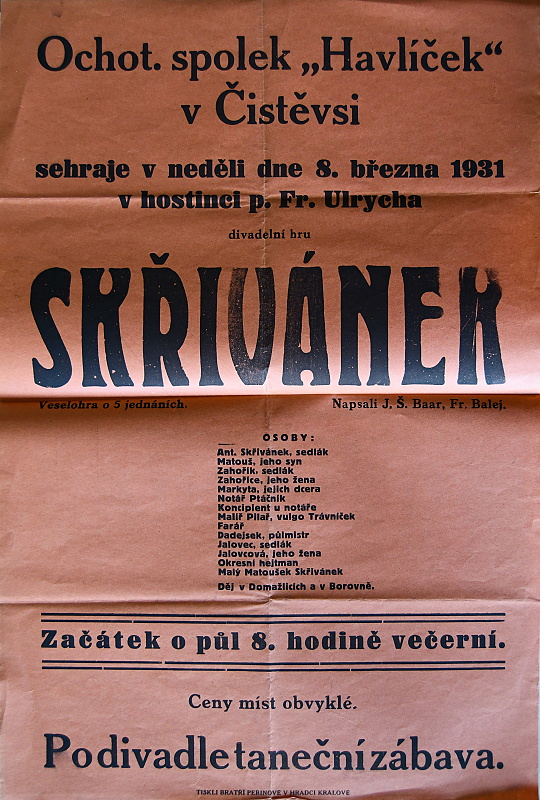 Ochot. spolek „Havlíček“
v Čistěvsi
sehraje v neděli dne 8. března 1931
v hostinci p. Fr. Ulrycha
divadelní hru
SKŘIVÁNEK
Veselohra o 5 jednáních. Napsali J. Š. Baar, Fr. Balej.
OSOBY:
Ant. Skřivánek, sedlák
Matouš, jeho syn
Zahořík, sedlák
Zahořice, jeho žena
Markyta, jejich dcera
Notář Ptáčník
Koncipient u notáře
Malíř Pilař, vulgo Trávníček
Farář
Dadejsek, půlmistr
Jalovec, sedlák
Jalovcová, jeho žena
Okresní hejtman
Malý Matoušek Skřivánek
Děj v Domažlicích a v Borovně.
Začátek o půl 8. hodině večerní.
Ceny míst obvyklé.
Po divadle taneční zábava.
TISKLI BRATŘI PEŘINOVÉ V HRADCI KRÁLOVÉ